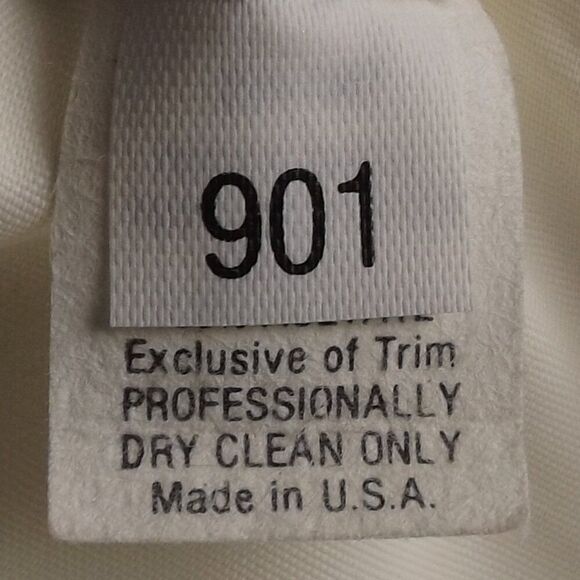 901
Exclusive of Trim
PROFESSIONALLY
DRY CLEAN ONLY
Made in U.S.A.